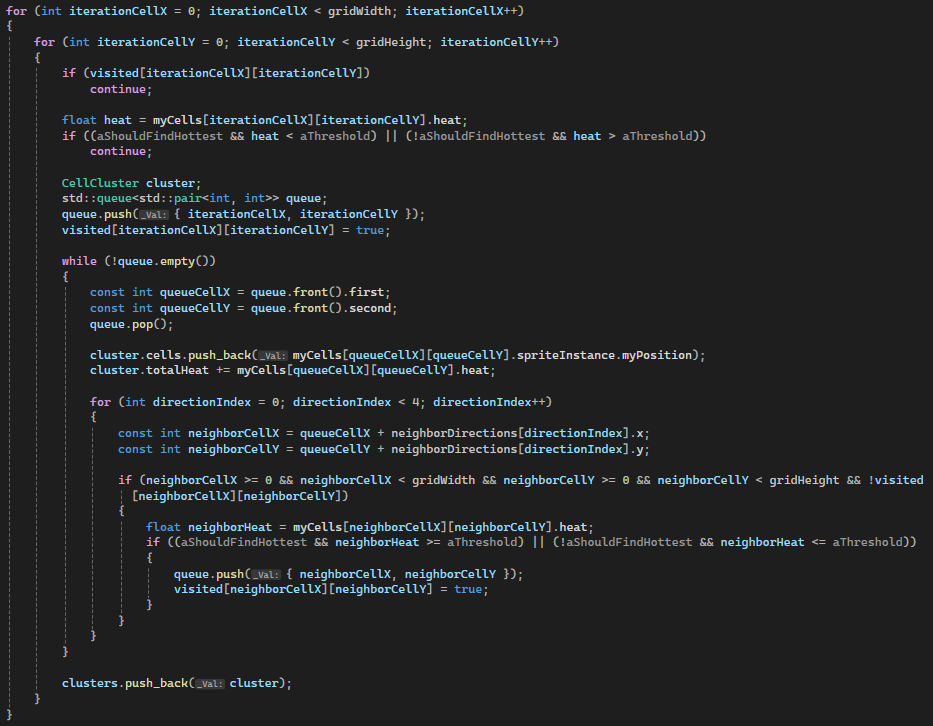 for (int iterationCellX = 0; iterationCellX < gridWidth; iterationCellX++)
{
    for (int iterationCellY = 0; iterationCellY < gridHeight; iterationCellY++)
    {
        if (visited[iterationCellX][iterationCellY])
            continue;

        float heat = myCells[iterationCellX][iterationCellY].heat;
        if ((aShouldFindHottest && heat < aThreshold) || (!aShouldFindHottest && heat > aThreshold))
            continue;

        CellCluster cluster;
        std::queue<std::pair<int, int>> queue;
        queue.push(_Val: { iterationCellX, iterationCellY });
        visited[iterationCellX][iterationCellY] = true;

        while (!queue.empty())
        {
            const int queueCellX = queue.front().first;
            const int queueCellY = queue.front().second;
            queue.pop();

            cluster.cells.push_back(_Val: myCells[queueCellX][queueCellY].spriteInstance.myPosition);
            cluster.totalHeat += myCells[queueCellX][queueCellY].heat;

            for (int directionIndex = 0; directionIndex < 4; directionIndex++)
            {
                const int neighborCellX = queueCellX + neighborDirections[directionIndex].x;
                const int neighborCellY = queueCellY + neighborDirections[directionIndex].y;

                if (neighborCellX >= 0 && neighborCellX < gridWidth && neighborCellY >= 0 && neighborCellY < gridHeight && !visited
                  [neighborCellX][neighborCellY])
                {
                    float neighborHeat = myCells[neighborCellX][neighborCellY].heat;
                    if ((aShouldFindHottest && neighborHeat >= aThreshold) || (!aShouldFindHottest && neighborHeat <= aThreshold))
                    {
                        queue.push(_Val: { neighborCellX, neighborCellY });
                        visited[neighborCellX][neighborCellY] = true;
                    }
                }
            }
        }

        clusters.push_back(_Val: cluster);
    }
}